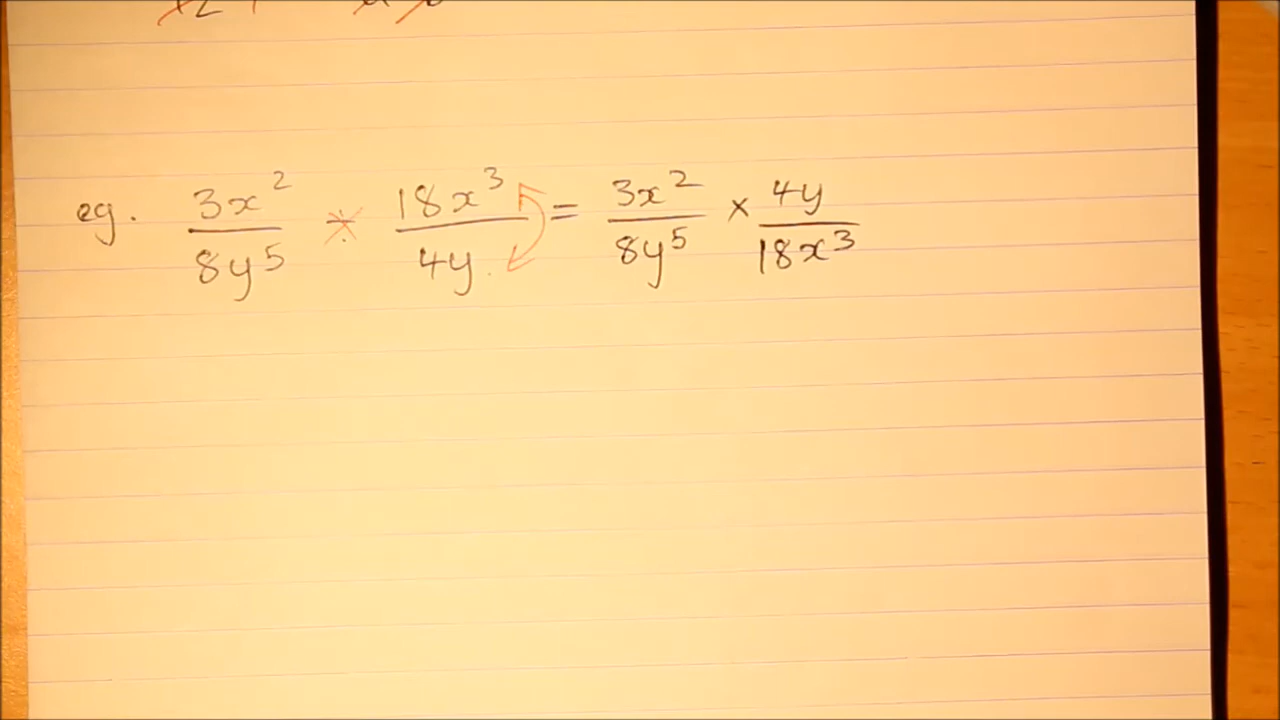 eg. 3x²/8y⁵ ÷ 18x³/4y = 3x²/8y⁵ × 4y/18x³